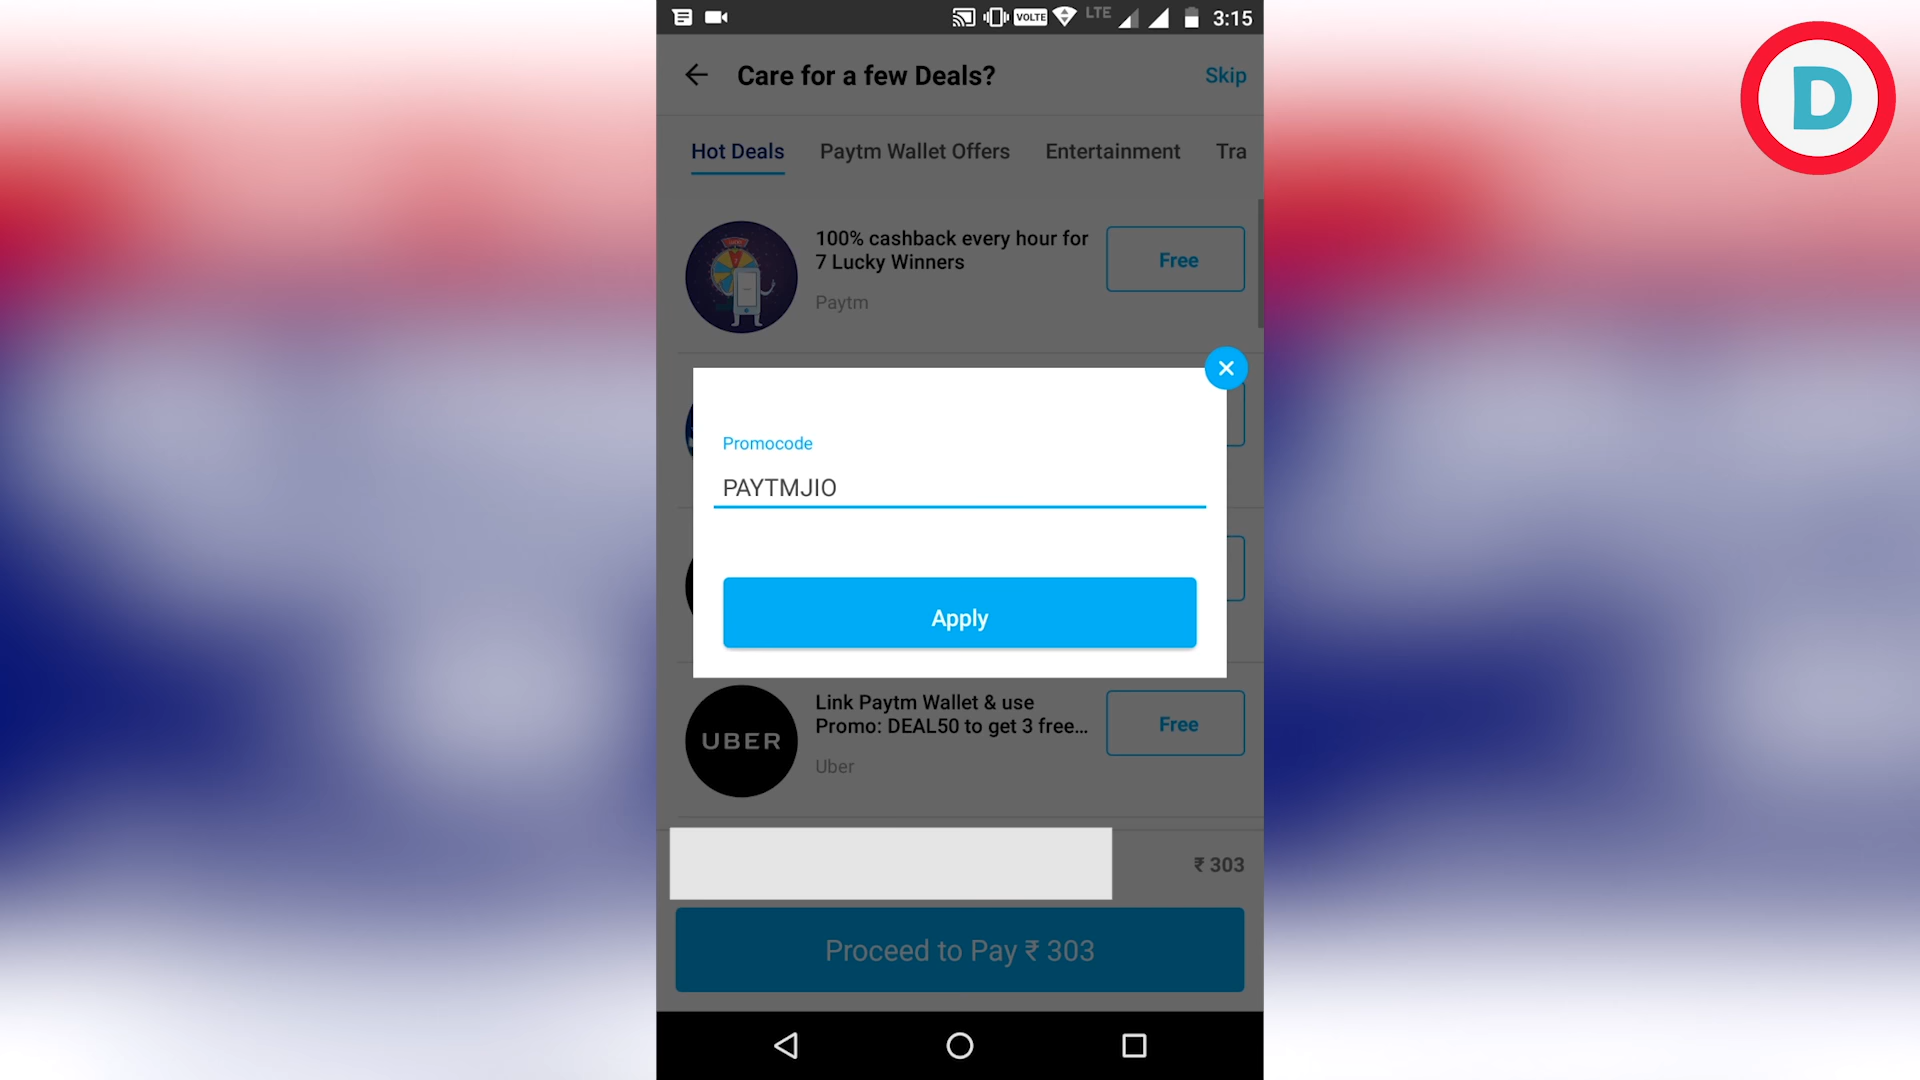 VOLTE LTE 3:15
Care for a few Deals? Skip
Hot Deals Paytm Wallet Offers Entertainment Tra
100% cashback every hour for
7 Lucky Winners
Paytm
Free
Promocode
PAYTMJIO
Apply
UBER
Link Paytm Wallet & use
Promo: DEAL50 to get 3 free...
Uber
Free
₹ 303
Proceed to Pay ₹ 303
D